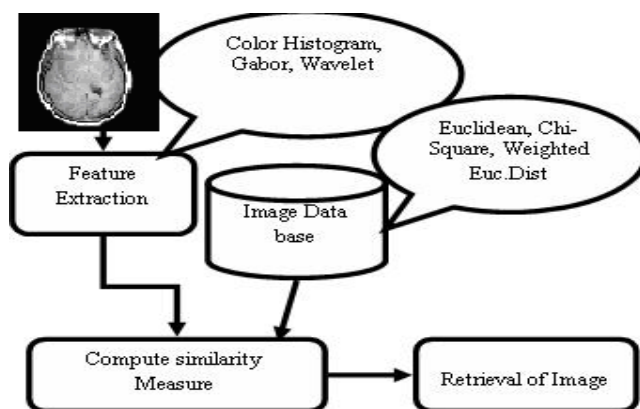 Color Histogram,
Gabor, Wavelet
Euclidean, Chi-
Square, Weighted
Euc.Dist
Feature
Extraction
Image Data
base
Compute similarity
Measure
Retrieval of Image